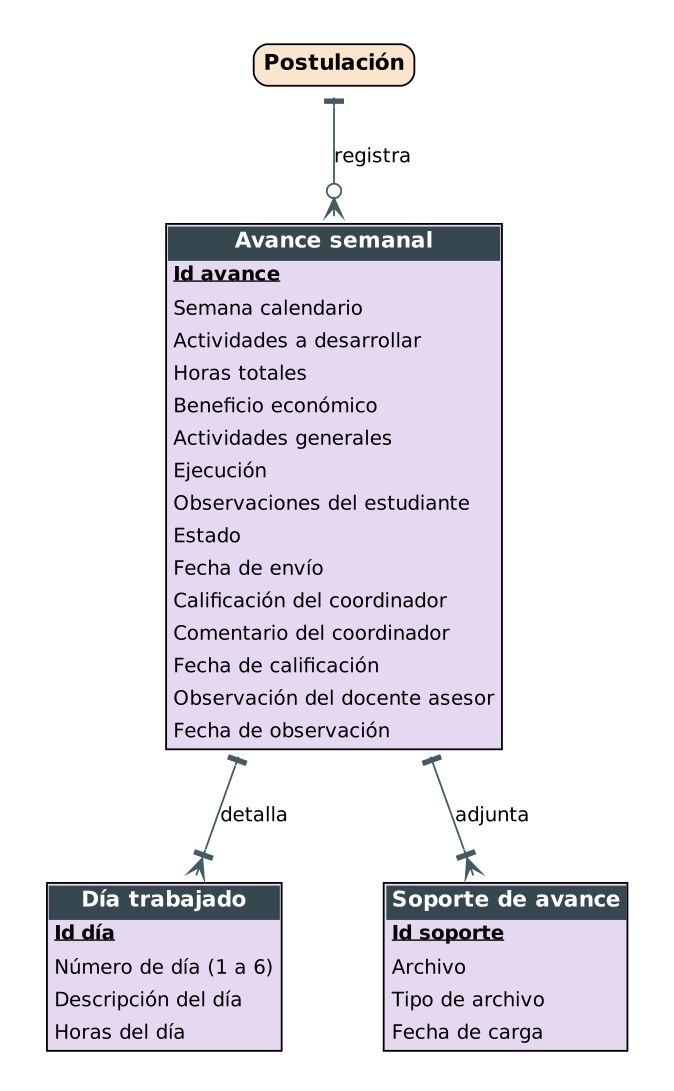 Postulación
registra
Avance semanal
Id avance
Semana calendario
Actividades a desarrollar
Horas totales
Beneficio económico
Actividades generales
Ejecución
Observaciones del estudiante
Estado
Fecha de envío
Calificación del coordinador
Comentario del coordinador
Fecha de calificación
Observación del docente asesor
Fecha de observación
detalla
adjunta
Día trabajado
Id día
Número de día (1 a 6)
Descripción del día
Horas del día
Soporte de avance
Id soporte
Archivo
Tipo de archivo
Fecha de carga